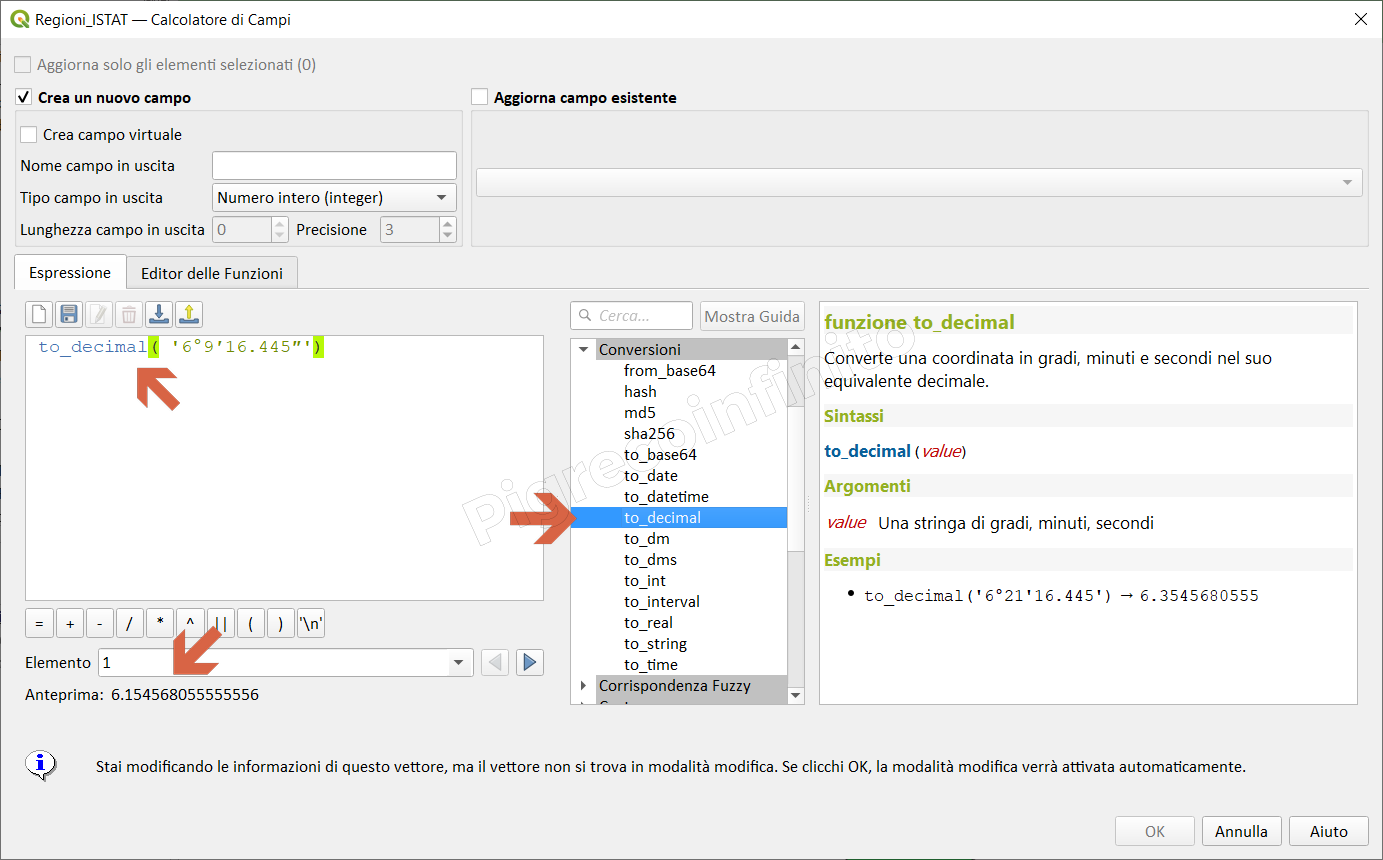 Regioni_ISTAT — Calcolatore di Campi
Aggiorna solo gli elementi selezionati (0)
Crea un nuovo campo
Aggiorna campo esistente
Crea campo virtuale
Nome campo in uscita
Tipo campo in uscita Numero intero (integer)
Lunghezza campo in uscita 0 Precisione 3
Espressione Editor delle Funzioni
to_decimal( '6°9′16.445″')
= + - / * ^ || ( ) '\n'
Elemento 1
Anteprima: 6.154568055555556
Cerca... Mostra Guida
Conversioni
from_base64
hash
md5
sha256
to_base64
to_date
to_datetime
to_decimal
to_dm
to_dms
to_int
to_interval
to_real
to_string
to_time
Corrispondenza Fuzzy
funzione to_decimal
Converte una coordinata in gradi, minuti e secondi nel suo
equivalente decimale.
Sintassi
to_decimal (value)
Argomenti
value Una stringa di gradi, minuti, secondi
Esempi
• to_decimal('6°21'16.445') → 6.3545680555
Pigrecoinfinito
Stai modificando le informazioni di questo vettore, ma il vettore non si trova in modalità modifica. Se clicchi OK, la modalità modifica verrà attivata automaticamente.
OK Annulla Aiuto